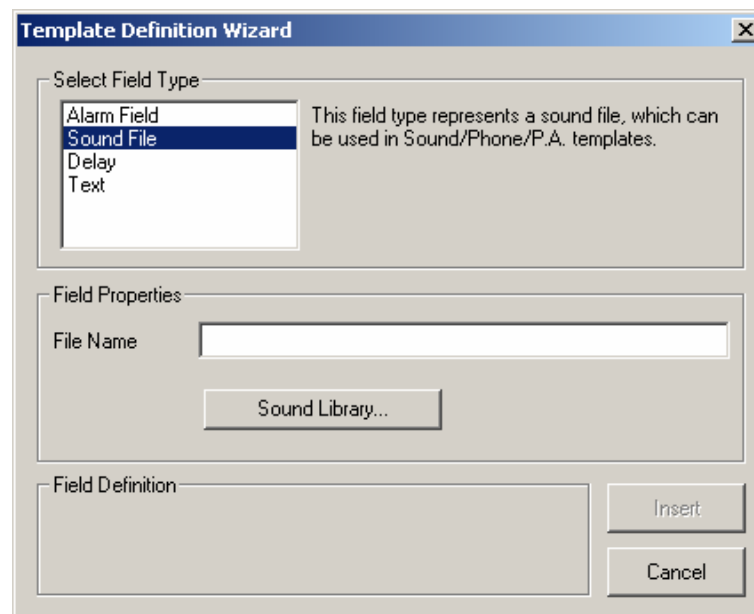 Template Definition Wizard
Select Field Type
Alarm Field
Sound File
Delay
Text
This field type represents a sound file, which can
be used in Sound/Phone/P.A. templates.
Field Properties
File Name
Sound Library...
Field Definition
Insert
Cancel